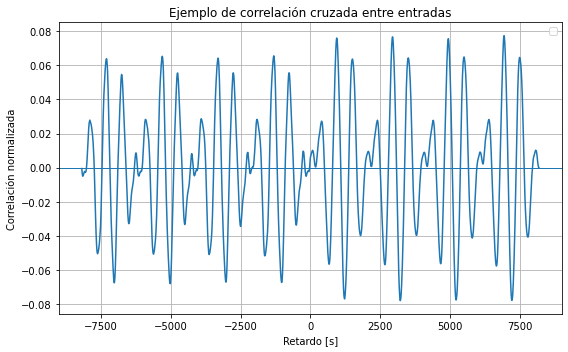 Ejemplo de correlación cruzada entre entradas
0.08
0.06
0.04
0.02
0.00
−0.02
−0.04
−0.06
−0.08
Correlación normalizada
−7500 −5000 −2500 0 2500 5000 7500
Retardo [s]